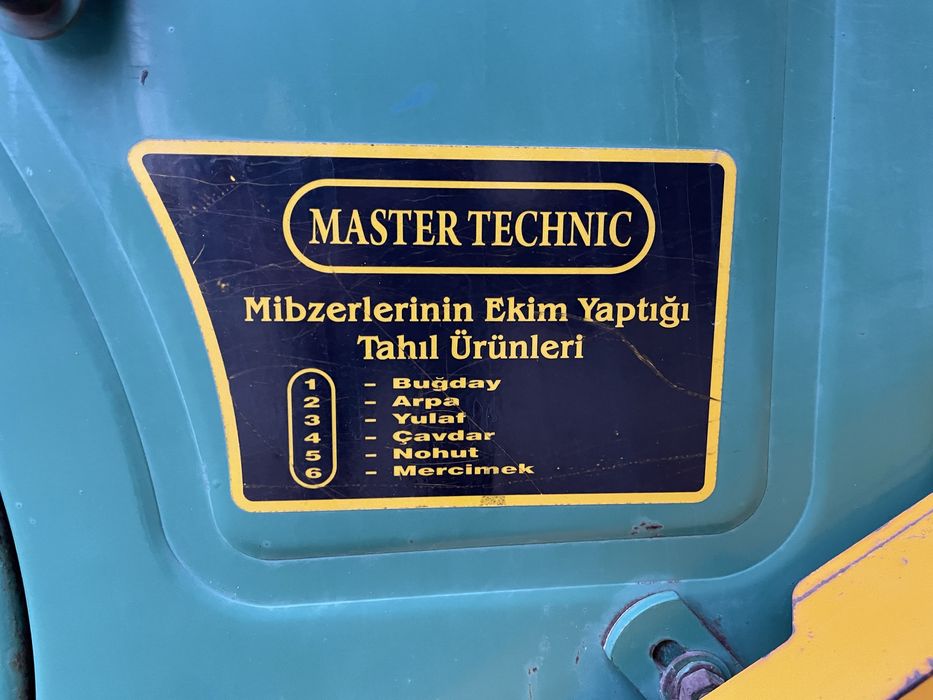 MASTER TECHNIC
Mibzerlerinin Ekim Yaptığı
Tahıl Ürünleri
1 - Buğday
2 - Arpa
3 - Yulaf
4 - Çavdar
5 - Nohut
6 - Mercimek